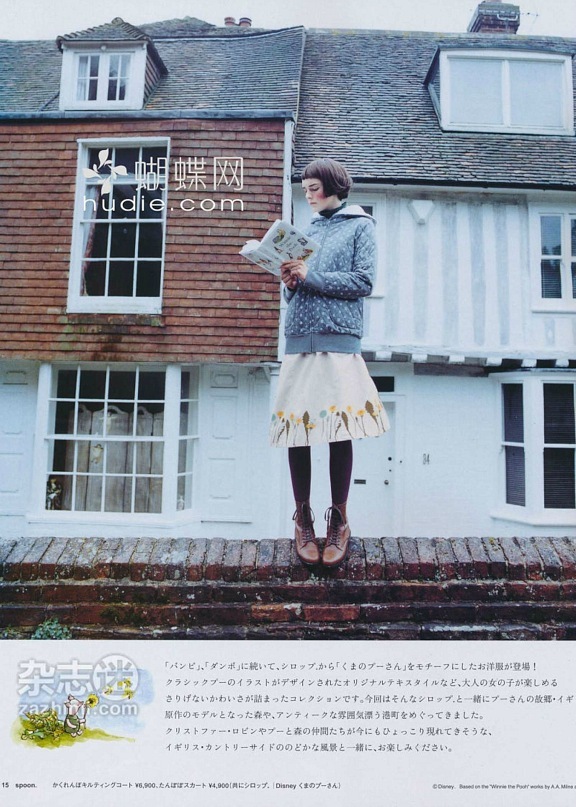 蝴蝶网
hudie.com
34
杂志迷
zazhimi.com
「バンビ」、「ダンボ」に続いて、シロップ.から「くまのプーさん」をモチーフにしたお洋服が登場！
クラシックプーのイラストがデザインされたオリジナルテキスタイルなど、大人の女の子が楽しめる
さりげないかわいさが詰まったコレクションです。今回はそんなシロップ.と一緒にプーさんの故郷・イギ
原作のモデルとなった森や、アンティークな雰囲気漂う港町をめぐってきました。
クリストファー・ロビンやプーと森の仲間たちが今にもひょっこり現れてきそうな、
イギリス・カントリーサイドののどかな風景と一緒に、お楽しみください。
15 spoon.
かくれんぼキルティングコート ¥6,900、たんぽぽスカート ¥4,900（共にシロップ.／Disney くまのプーさん）
©Disney. Based on the "Winnie the Pooh" works by A.A. Milne